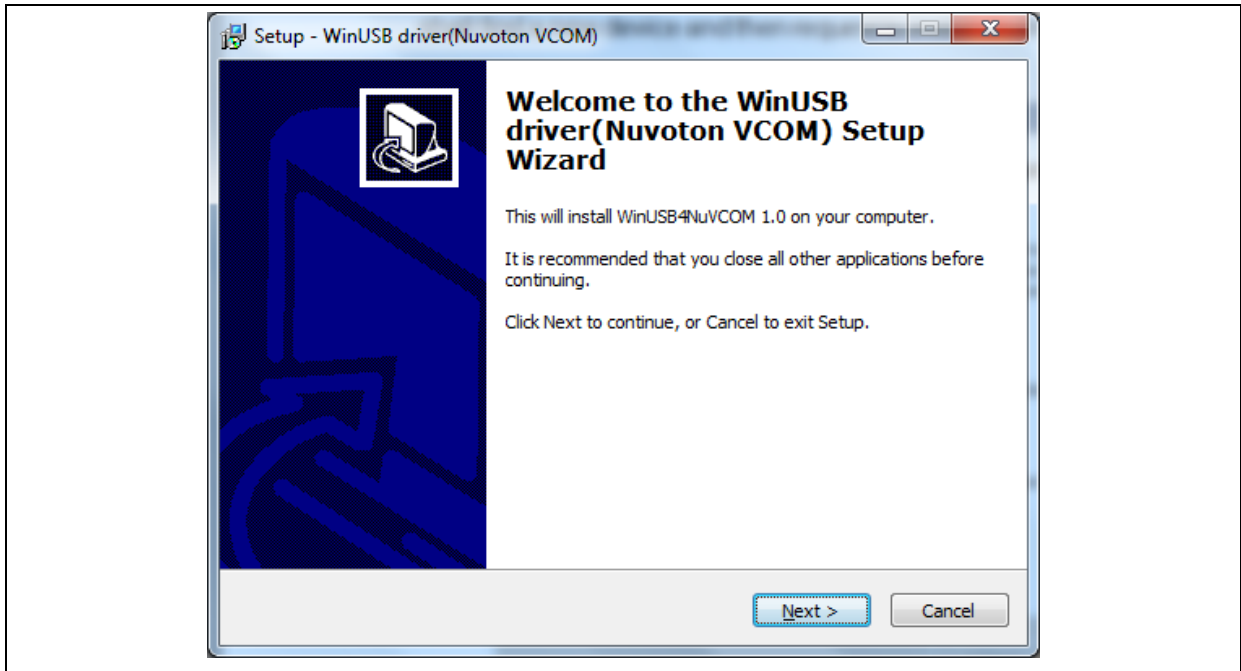 Setup - WinUSB driver(Nuvoton VCOM)
Welcome to the WinUSB
driver(Nuvoton VCOM) Setup
Wizard
This will install WinUSB4NuVCOM 1.0 on your computer.
It is recommended that you close all other applications before
continuing.
Click Next to continue, or Cancel to exit Setup.
Next >
Cancel